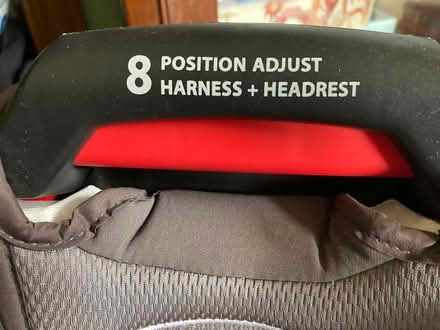 8 POSITION ADJUST
HARNESS + HEADREST